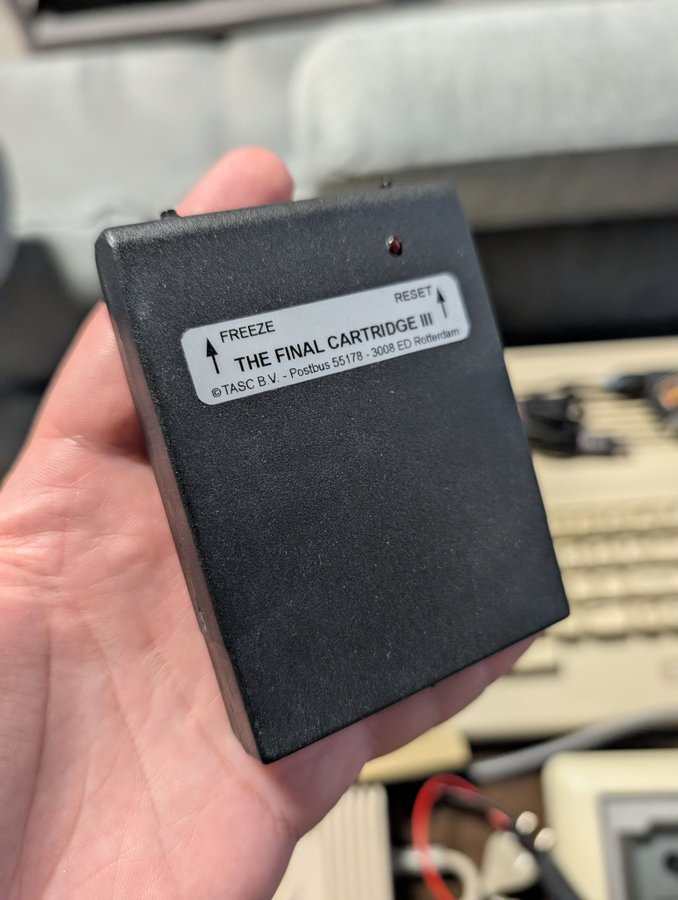 FREEZE RESET
THE FINAL CARTRIDGE III
© TASC B.V. - Postbus 55178 - 3008 ED Rotterdam